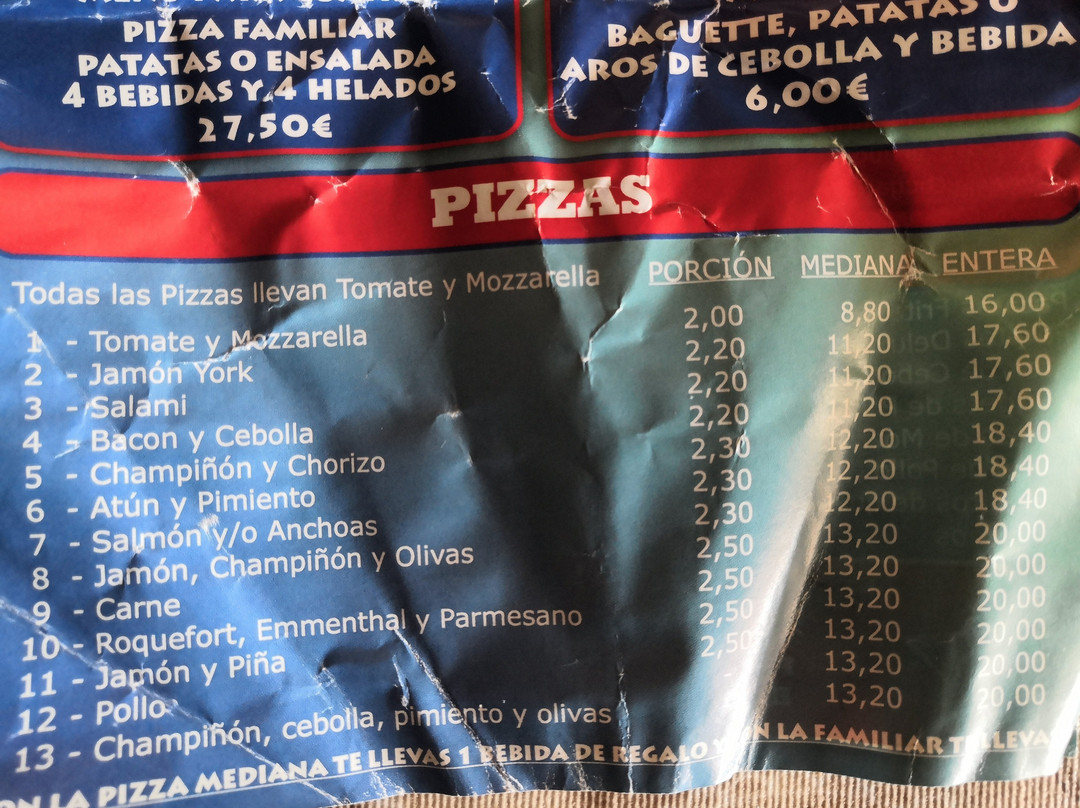 PIZZA FAMILIAR
PATATAS O ENSALADA
4 BEBIDAS Y 4 HELADOS
27,50€
BAGUETTE, PATATAS O
AROS DE CEBOLLA Y BEBIDA
6,00€
PIZZAS
Todas las Pizzas llevan Tomate y Mozzarella PORCIÓN MEDIANA ENTERA
1 - Tomate y Mozzarella 2,00 8,80 16,00
2 - Jamón York 2,20 11,20 17,60
3 - Salami 2,20 11,20 17,60
4 - Bacon y Cebolla 2,20 11,20 17,60
5 - Champiñón y Chorizo 2,30 12,20 18,40
6 - Atún y Pimiento 2,30 12,20 18,40
7 - Salmón y/o Anchoas 2,30 12,20 18,40
8 - Jamón, Champiñón y Olivas 2,50 13,20 20,00
9 - Carne 2,50 13,20 20,00
10 - Roquefort, Emmenthal y Parmesano 2,50 13,20 20,00
11 - Jamón y Piña 2,50 13,20 20,00
12 - Pollo - 13,20 20,00
13 - Champiñón, cebolla, pimiento y olivas 13,20 20,00
LA PIZZA MEDIANA TE LLEVAS 1 BEBIDA DE REGALO Y LA FAMILIAR TE LLEVA